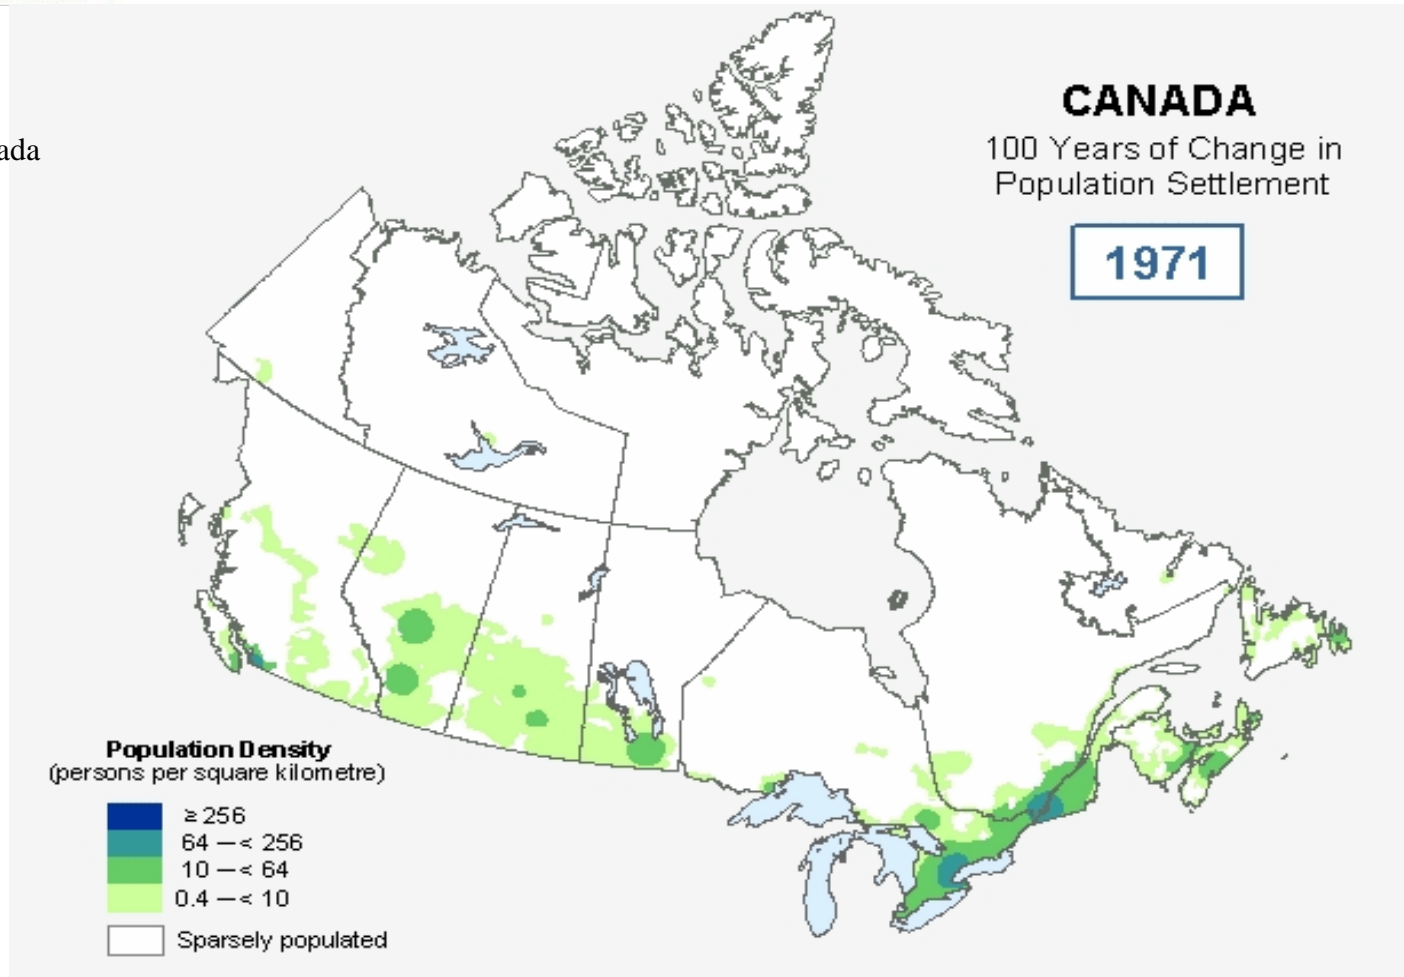 ada
CANADA
100 Years of Change in
Population Settlement
1971
Population Density
(persons per square kilometre)
≥ 256
64 — < 256
10 — < 64
0.4 — < 10
Sparsely populated